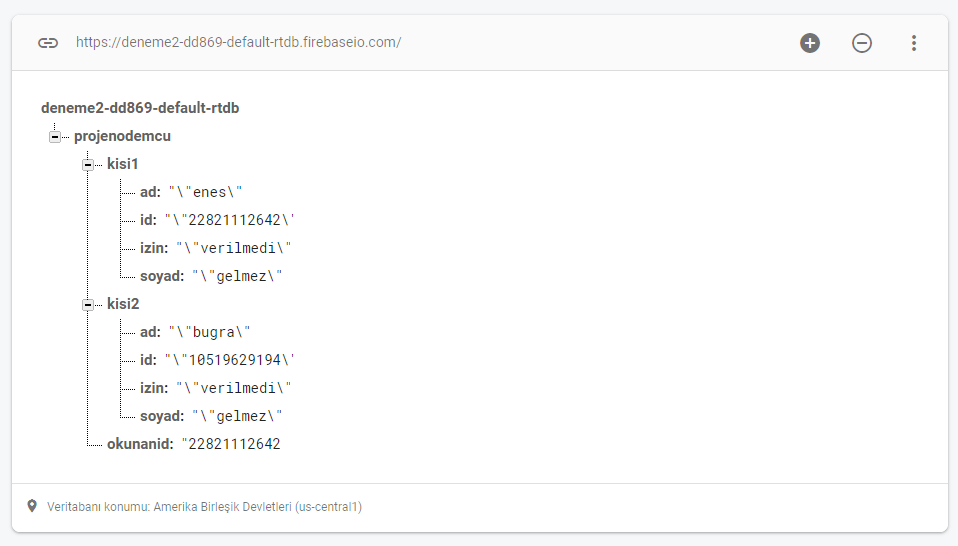 https://deneme2-dd869-default-rtdb.firebaseio.com/
deneme2-dd869-default-rtdb
projenodemcu
kisi1
ad: "\"enes\"
id: "\"22821112642\'
izin: "\"verilmedi\"
soyad: "\"gelmez\"
kisi2
ad: "\"bugra\"
id: "\"10519629194\'
izin: "\"verilmedi\"
soyad: "\"gelmez\"
okunanid: "22821112642
Veritabanı konumu: Amerika Birleşik Devletleri (us-central1)